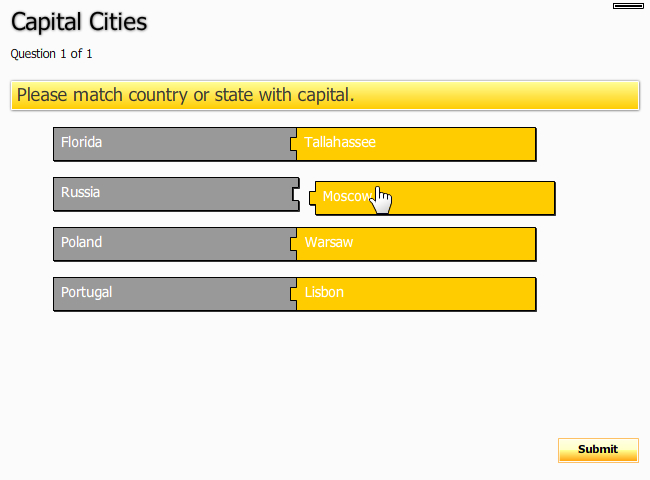 Capital Cities
Question 1 of 1
Please match country or state with capital.
Florida Tallahassee
Russia Moscow
Poland Warsaw
Portugal Lisbon
Submit